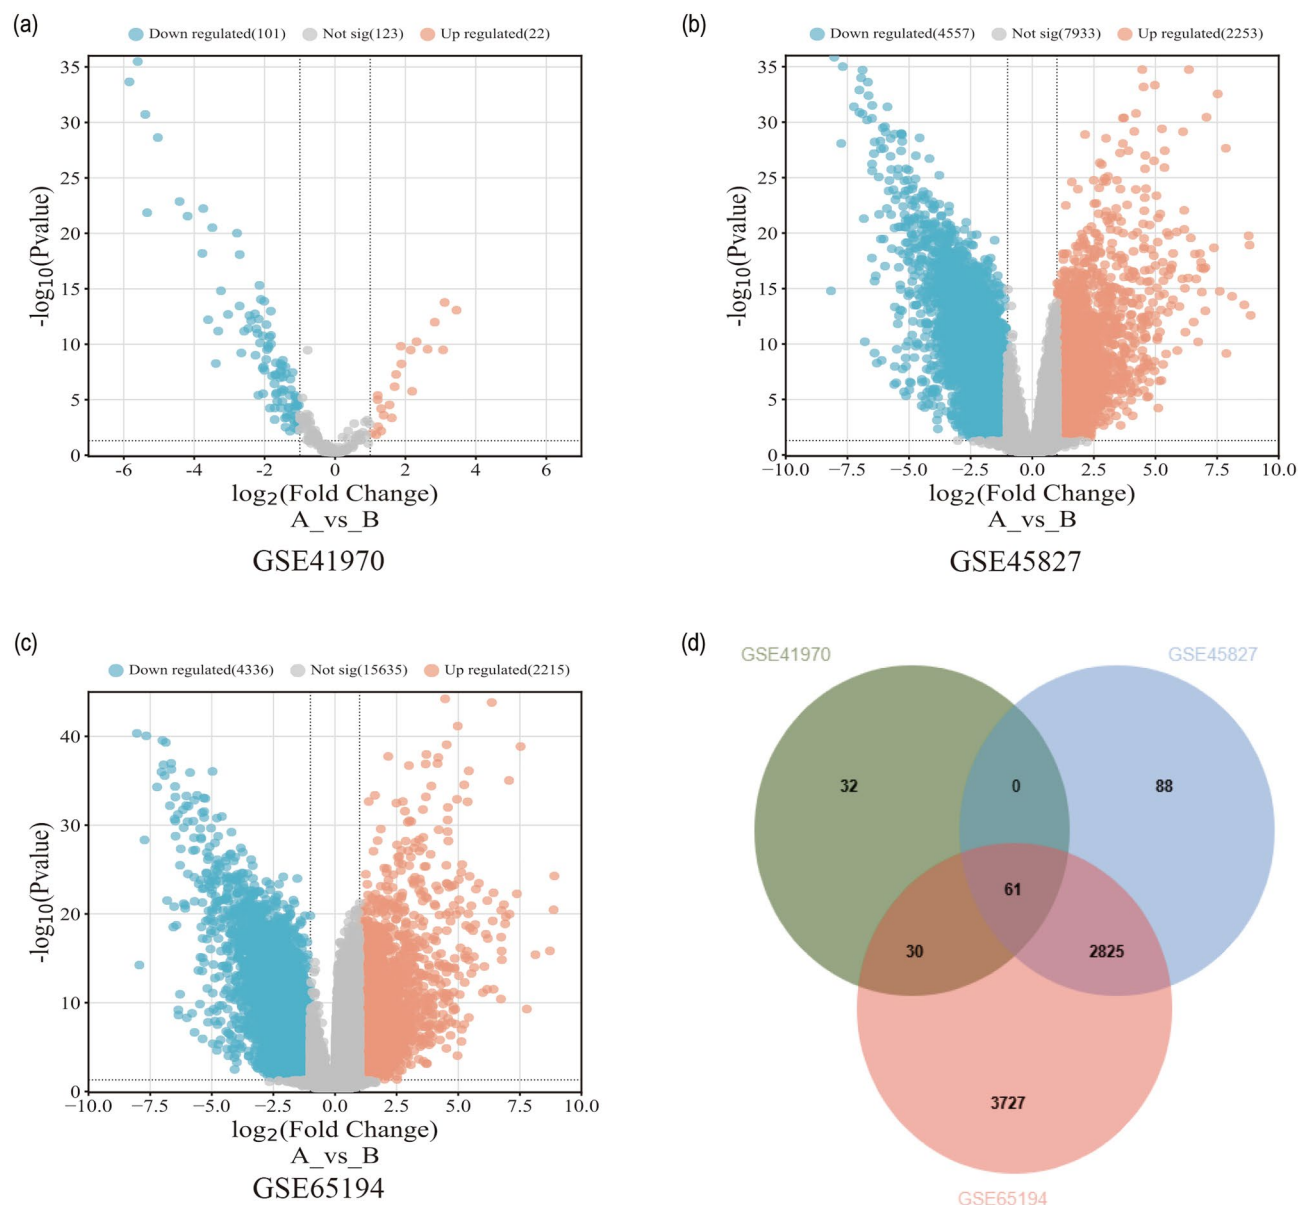 (a)
Down regulated(101) Not sig(123) Up regulated(22)
35
30
25
20
15
10
5
0
-log10(Pvalue)
-6 -4 -2 0 2 4 6
log2(Fold Change)
A_vs_B
GSE41970
(b)
Down regulated(4557) Not sig(7933) Up regulated(2253)
35
30
25
20
15
10
5
0
-log10(Pvalue)
−10.0 −7.5 −5.0 −2.5 0.0 2.5 5.0 7.5 10.0
log2(Fold Change)
A_vs_B
GSE45827
(c)
Down regulated(4336) Not sig(15635) Up regulated(2215)
40
30
20
10
0
-log10(Pvalue)
−10.0 −7.5 −5.0 −2.5 0.0 2.5 5.0 7.5 10.0
log2(Fold Change)
A_vs_B
GSE65194
(d)
GSE41970 GSE45827
32 0 88
61
30 2825
3727
GSE65194